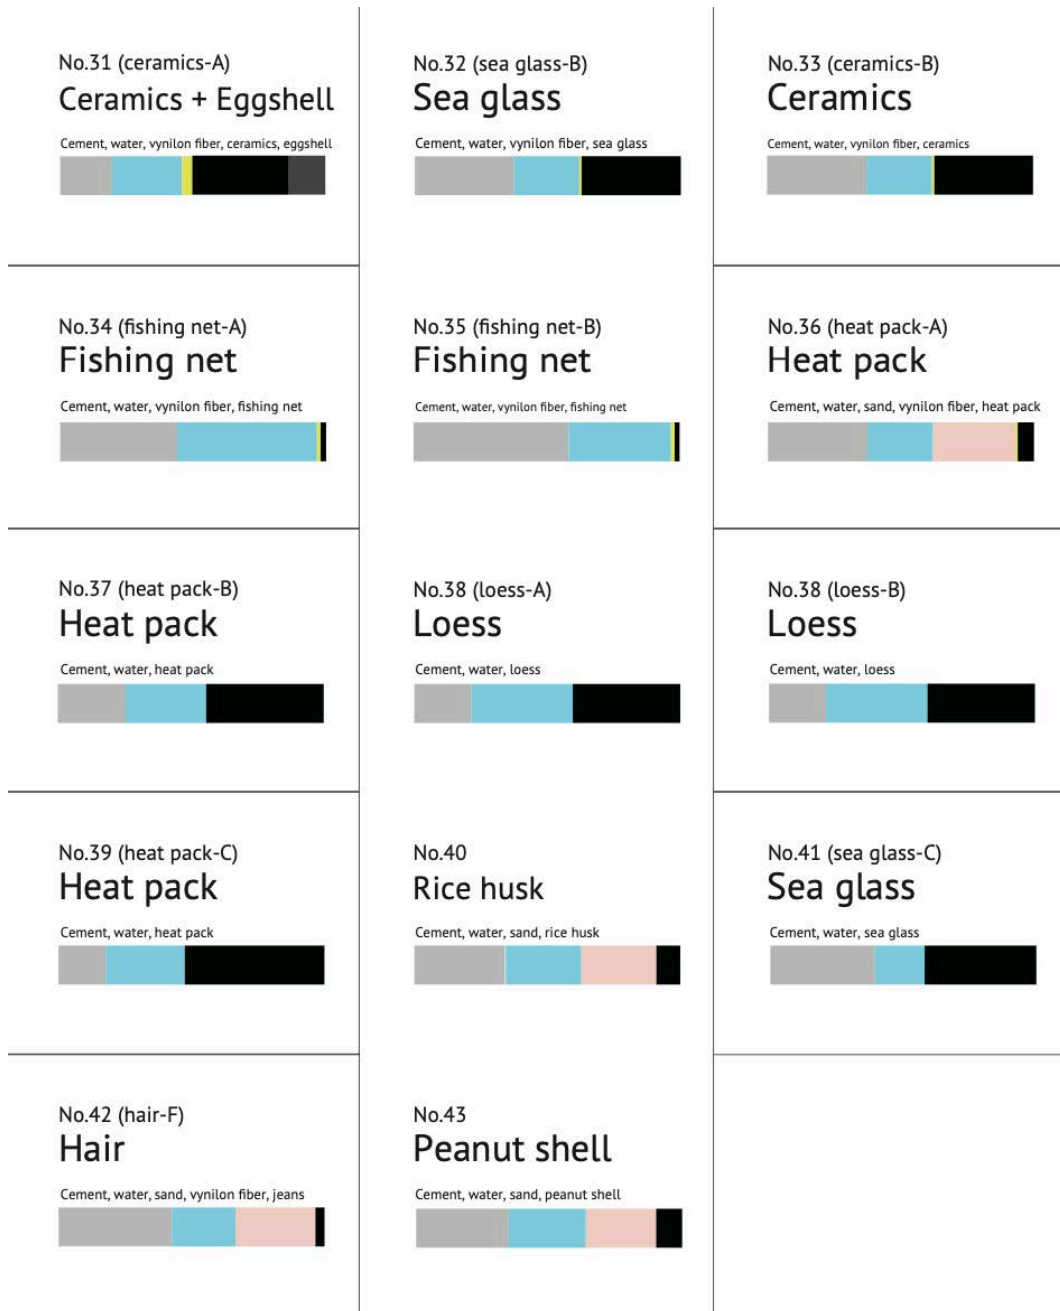 No.31 (ceramics-A)
Ceramics + Eggshell
Cement, water, vynilon fiber, ceramics, eggshell
No.32 (sea glass-B)
Sea glass
Cement, water, vynilon fiber, sea glass
No.33 (ceramics-B)
Ceramics
Cement, water, vynilon fiber, ceramics
No.34 (fishing net-A)
Fishing net
Cement, water, vynilon fiber, fishing net
No.35 (fishing net-B)
Fishing net
Cement, water, vynilon fiber, fishing net
No.36 (heat pack-A)
Heat pack
Cement, water, sand, vynilon fiber, heat pack
No.37 (heat pack-B)
Heat pack
Cement, water, heat pack
No.38 (loess-A)
Loess
Cement, water, loess
No.38 (loess-B)
Loess
Cement, water, loess
No.39 (heat pack-C)
Heat pack
Cement, water, heat pack
No.40
Rice husk
Cement, water, sand, rice husk
No.41 (sea glass-C)
Sea glass
Cement, water, sea glass
No.42 (hair-F)
Hair
Cement, water, sand, vynilon fiber, jeans
No.43
Peanut shell
Cement, water, sand, peanut shell